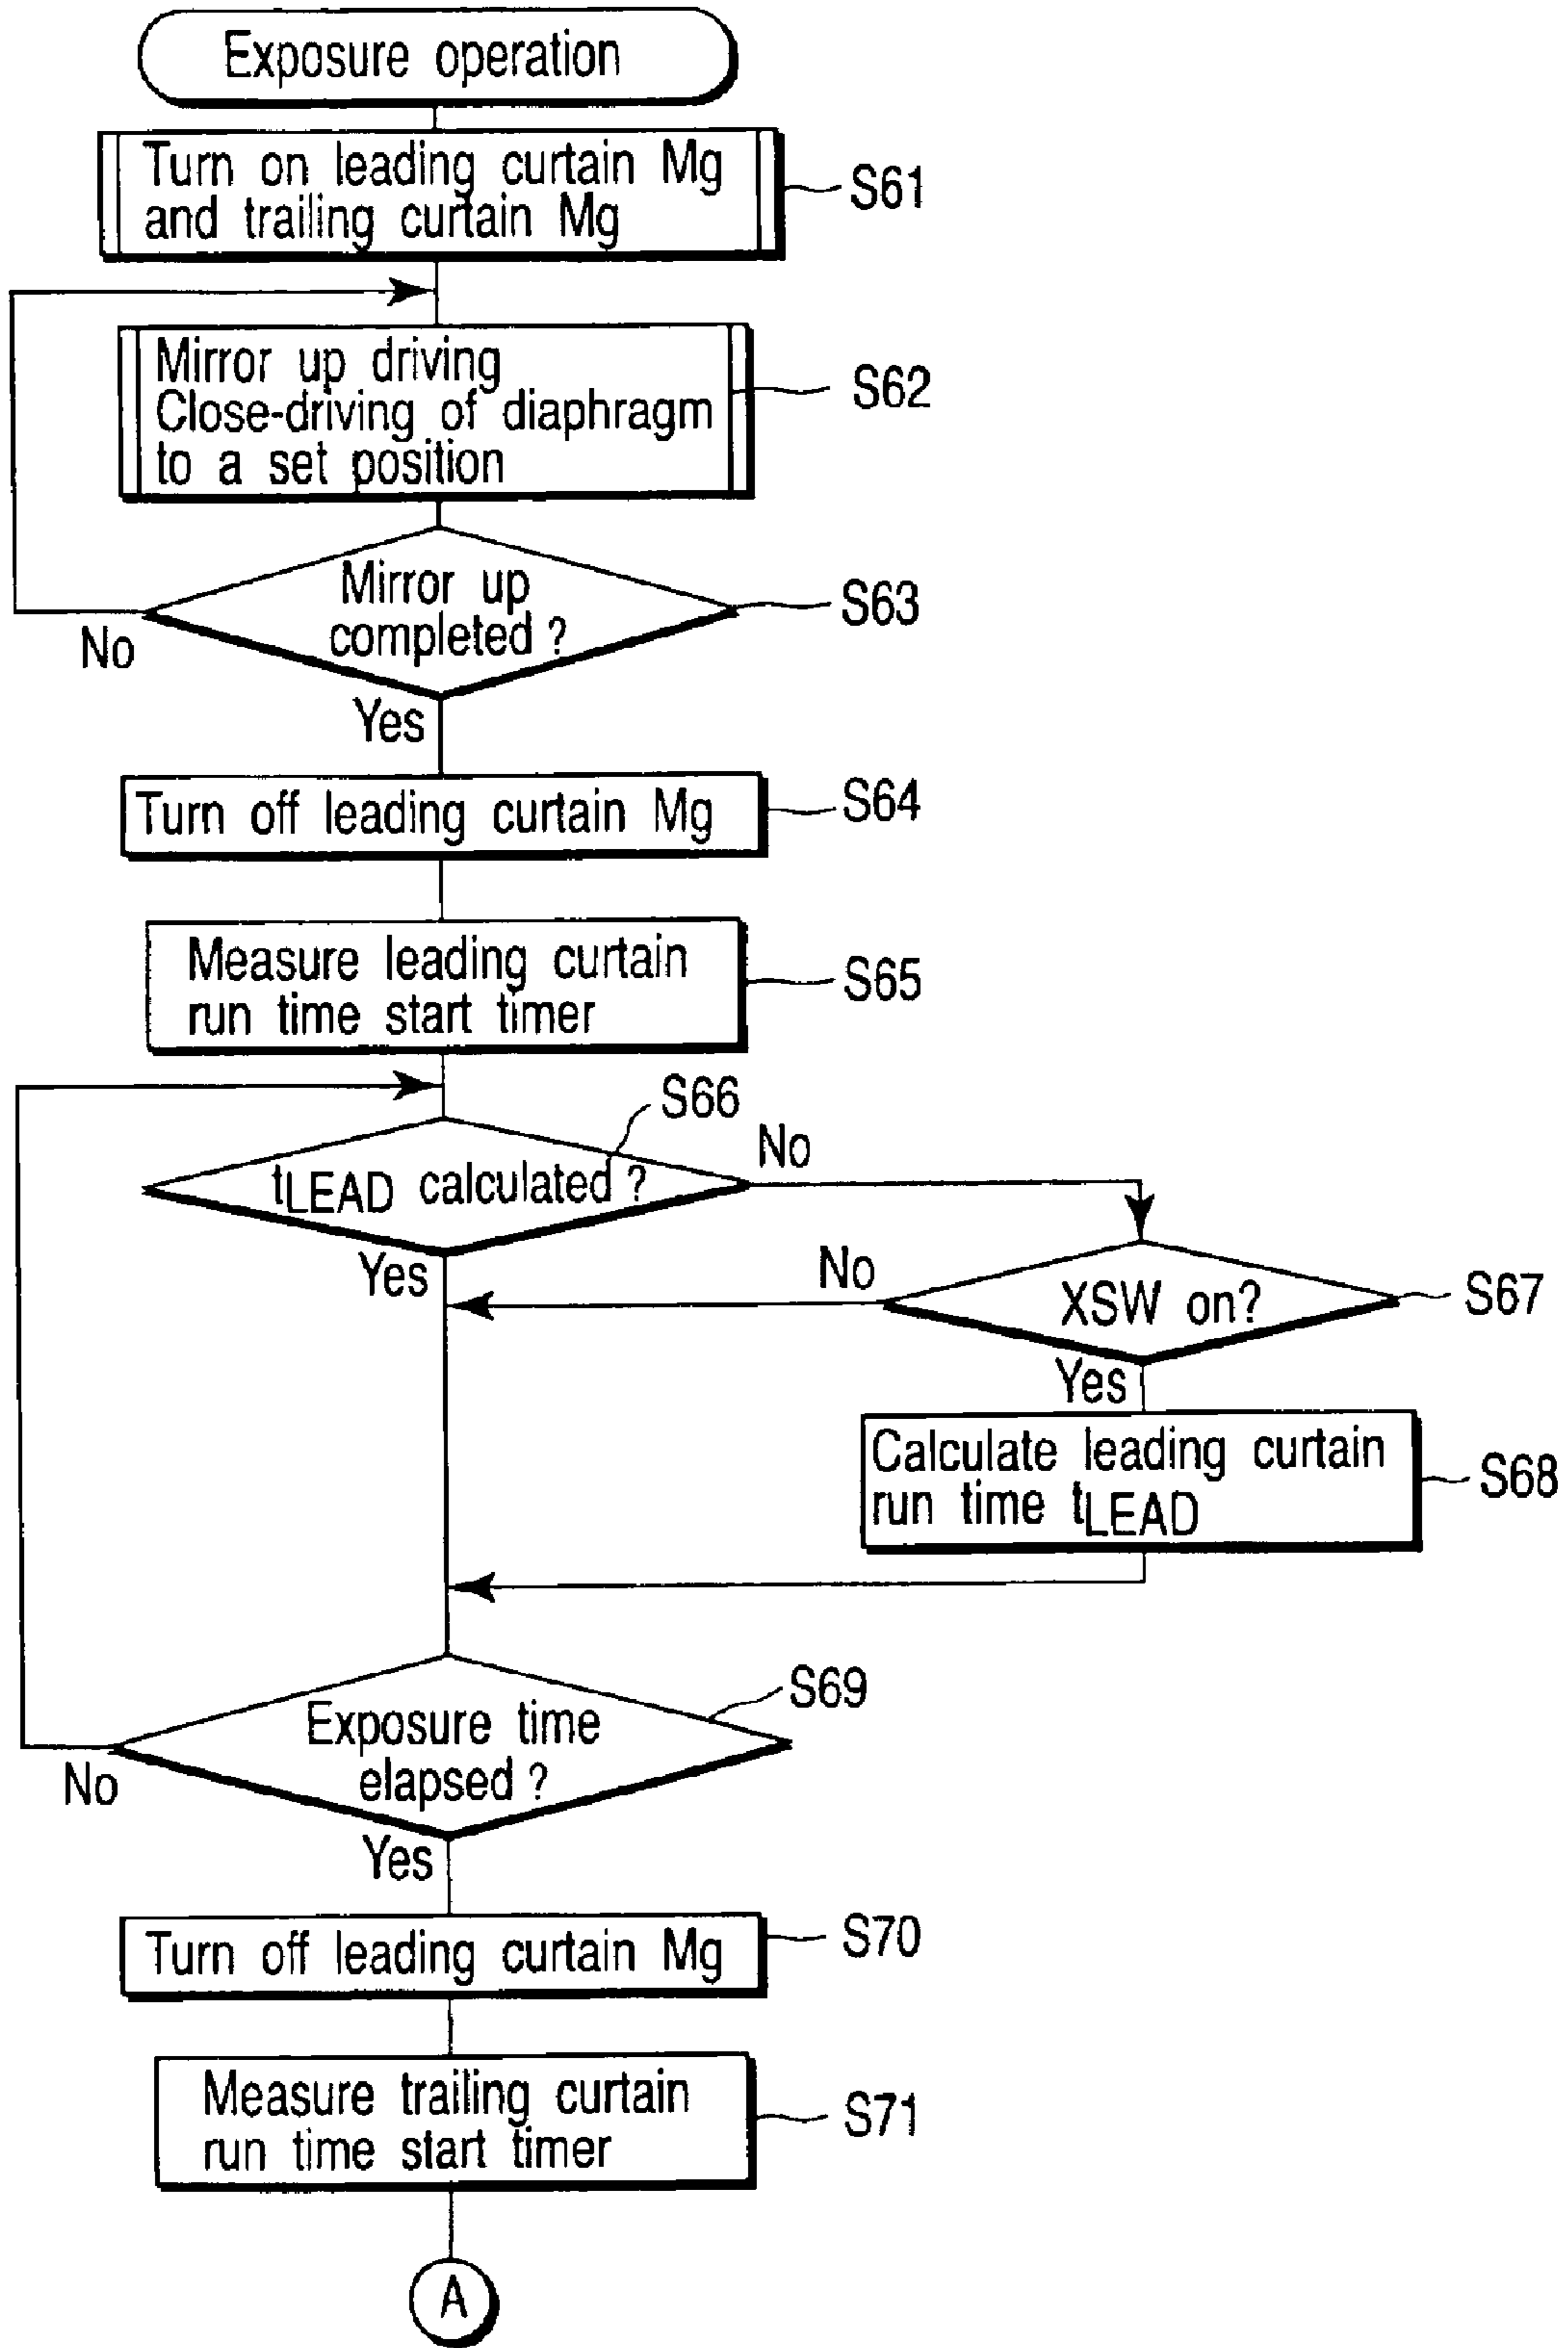 Exposure operation
Turn on leading curtain Mg
and trailing curtain Mg
S61
Mirror up driving
Close-driving of diaphragm
to a set position
S62
Mirror up
completed ?
S63
No
Yes
Turn off leading curtain Mg
S64
Measure leading curtain
run time start timer
S65
S66
tLEAD calculated ?
No
Yes
No
XSW on?
S67
Yes
Calculate leading curtain
run time tLEAD
S68
S69
Exposure time
elapsed ?
No
Yes
Turn off leading curtain Mg
S70
Measure trailing curtain
run time start timer
S71
A